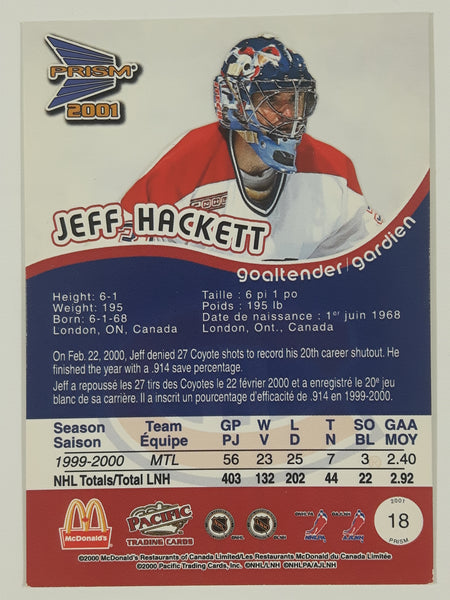 PRISM
2001
JEFF HACKETT
goaltender/gardien
Height: 6-1
Weight: 195
Born: 6-1-68
London, ON, Canada
Taille : 6 pi 1 po
Poids : 195 lb
Date de naissance : 1er juin 1968
London, Ont., Canada
On Feb. 22, 2000, Jeff denied 27 Coyote shots to record his 20th career shutout. He
finished the year with a .914 save percentage.
Jeff a repoussé les 27 tirs des Coyotes le 22 février 2000 et a enregistré le 20e jeu
blanc de sa carrière. Il a inscrit un pourcentage d'efficacité de .914 en 1999-2000.
Season Team GP W L T SO GAA
Saison Équipe PJ V D N BL MOY
1999-2000 MTL 56 23 25 7 3 2.40
NHL Totals/Total LNH 403 132 202 44 22 2.92
McDonald's
PACIFIC
TRADING CARDS
2001
18
PRISM
©2000 McDonald's Restaurants of Canada Limited/Les Restaurants McDonald du Canada Limitée
©2000 Pacific Trading Cards, Inc. ©NHL/LNH ©NHLPA/AJLNH